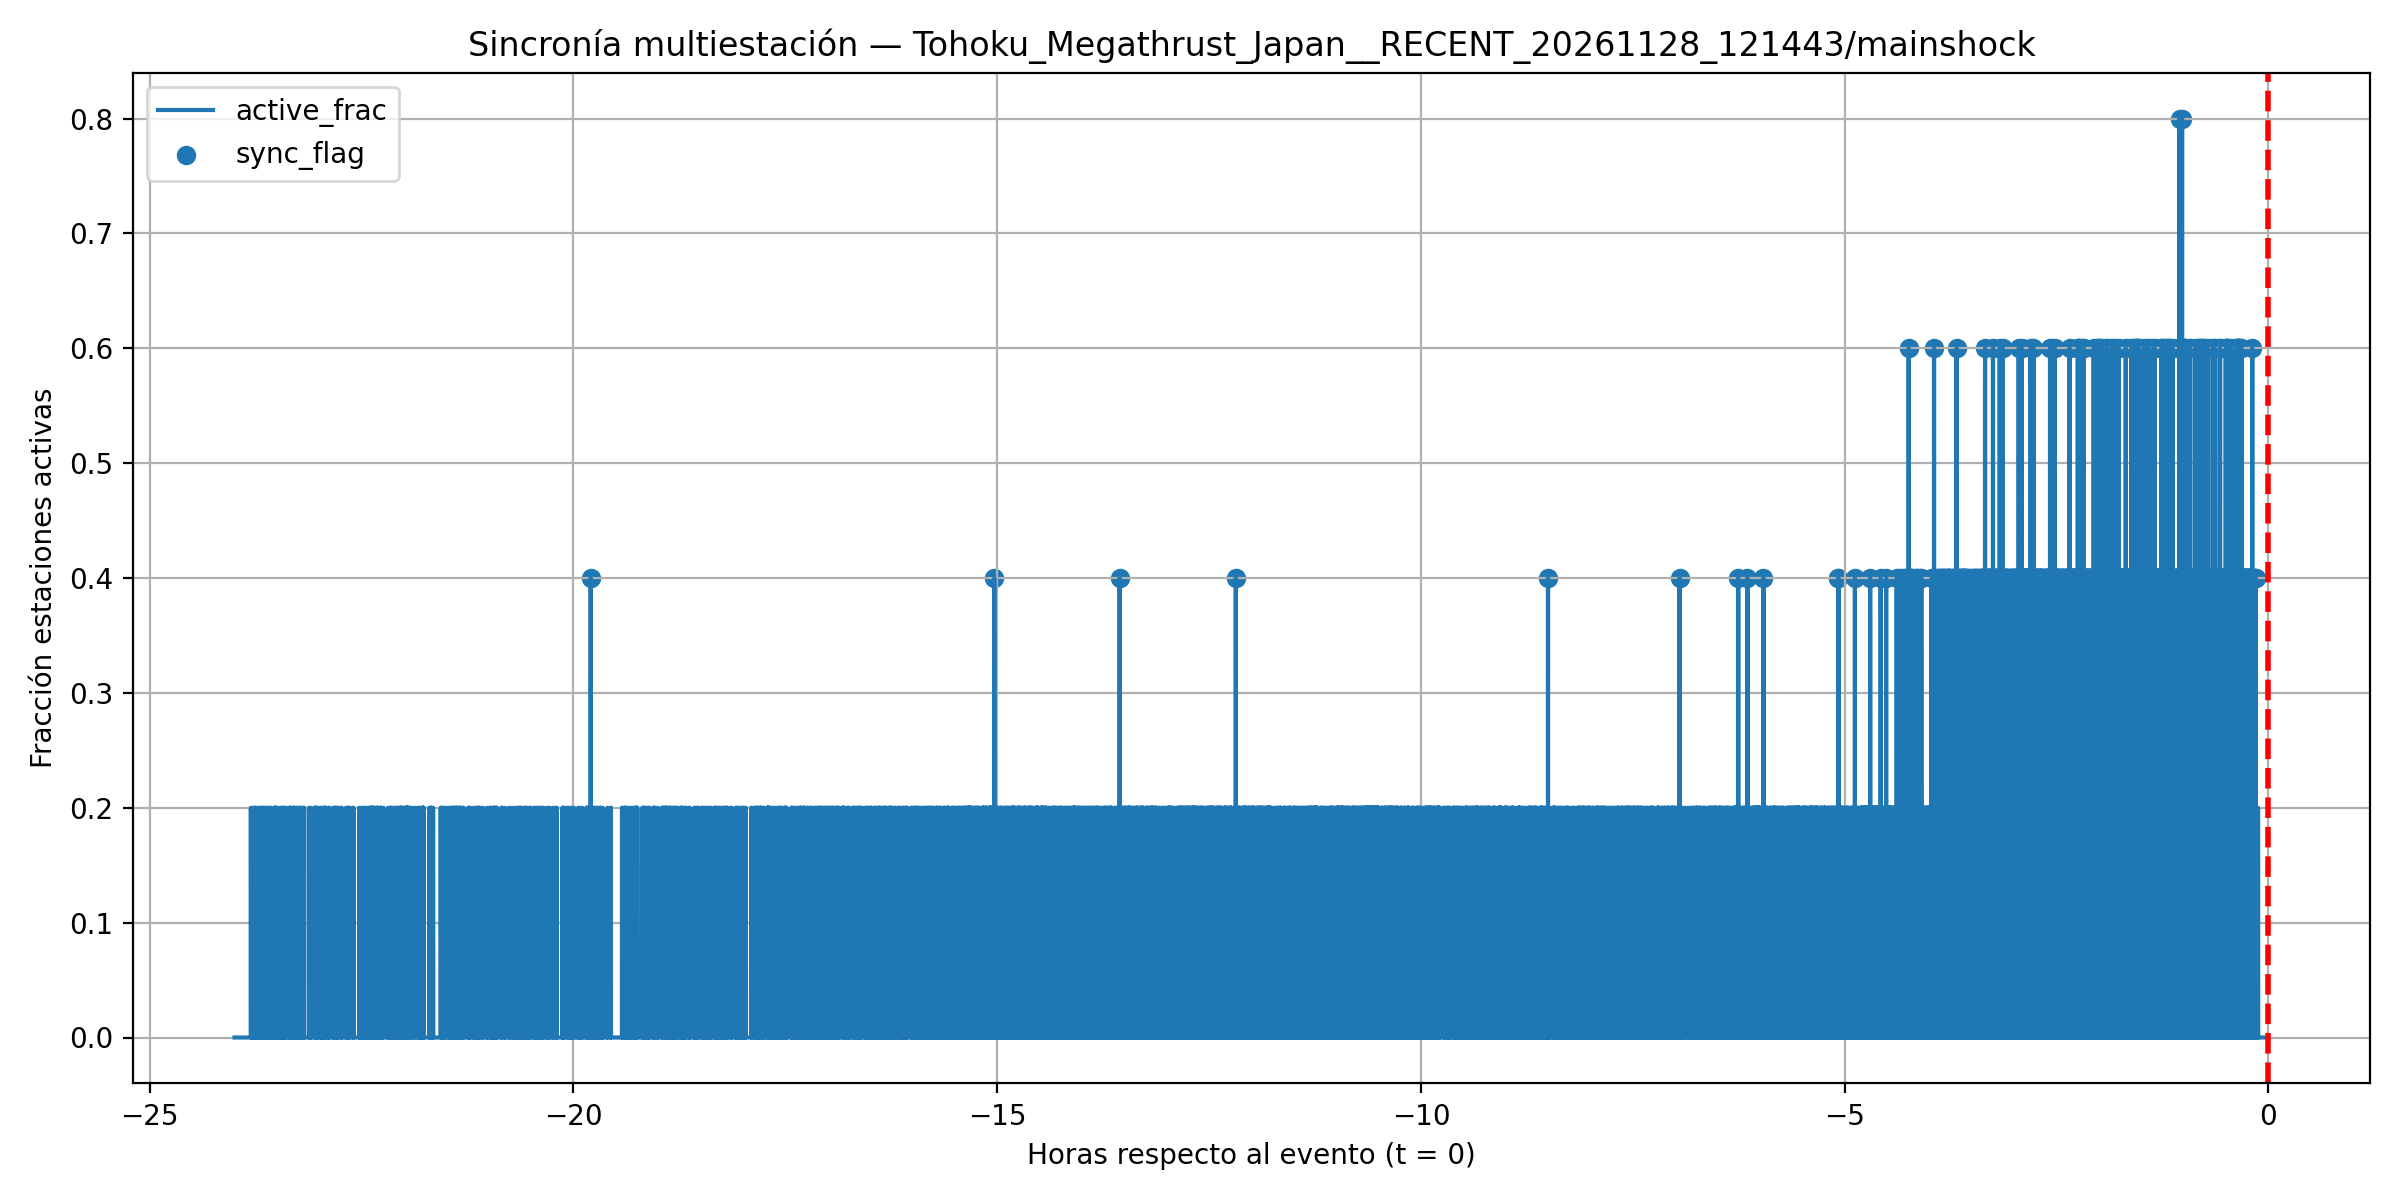 Sincronía multiestación — Tohoku_Megathrust_Japan__RECENT_20261128_121443/mainshock
active_frac
sync_flag
0.8
0.7
0.6
0.5
0.4
0.3
0.2
0.1
0.0
Fracción estaciones activas
−25 −20 −15 −10 −5 0
Horas respecto al evento (t = 0)